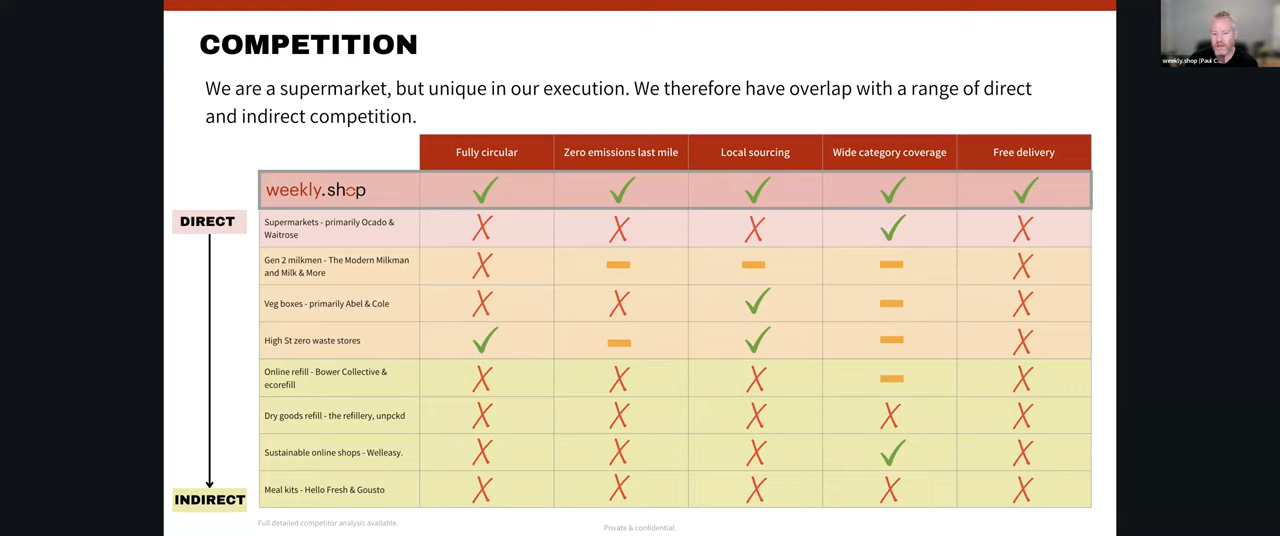 COMPETITION
We are a supermarket, but unique in our execution. We therefore have overlap with a range of direct
and indirect competition.
Fully circular
Zero emissions last mile
Local sourcing
Wide category coverage
Free delivery
weekly.shop
DIRECT
Supermarkets - primarily Ocado &
Waitrose
Gen 2 milkmen - The Modern Milkman
and Milk & More
Veg boxes - primarily Abel & Cole
High St zero waste stores
Online refill - Bower Collective &
ecorefill
Dry goods refill - the refillery, unpckd
Sustainable online shops - Welleasy.
Meal kits - Hello Fresh & Gousto
INDIRECT
Full detailed competitor analysis available.
Private & confidential.
weekly.shop (Paul C...